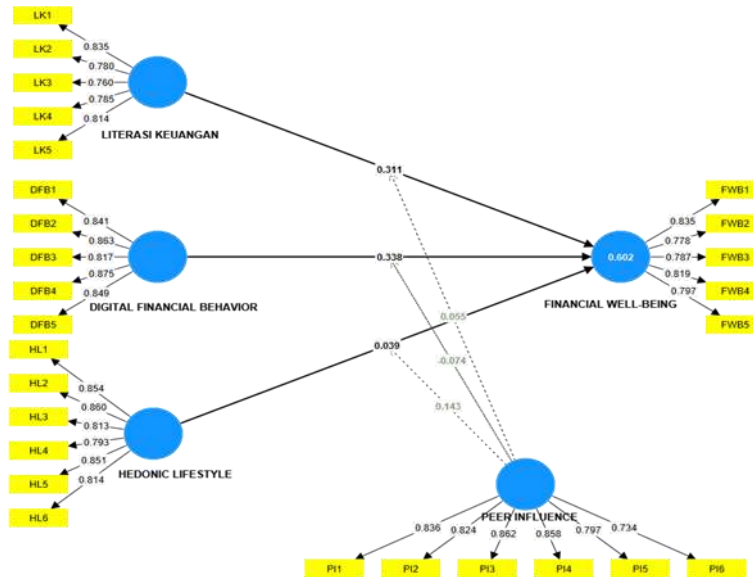 LK1
0.835
LK2
0.780
LK3
0.760
LK4
0.785
LK5
0.814
LITERASI KEUANGAN
0.311
DFB1
0.841
DFB2
0.863
DFB3
0.817
DFB4
0.875
DFB5
0.849
DIGITAL FINANCIAL BEHAVIOR
0.338
HL1
0.854
HL2
0.860
HL3
0.813
HL4
0.793
HL5
0.851
HL6
0.814
HEDONIC LIFESTYLE
0.039
0.055
-0.074
0.143
0.602
FINANCIAL WELL-BEING
FWB1
0.835
FWB2
0.778
FWB3
0.787
FWB4
0.819
FWB5
0.797
PEER INFLUENCE
0.836
0.824
0.862
0.858
0.797
0.734
PI1
PI2
PI3
PI4
PI5
PI6